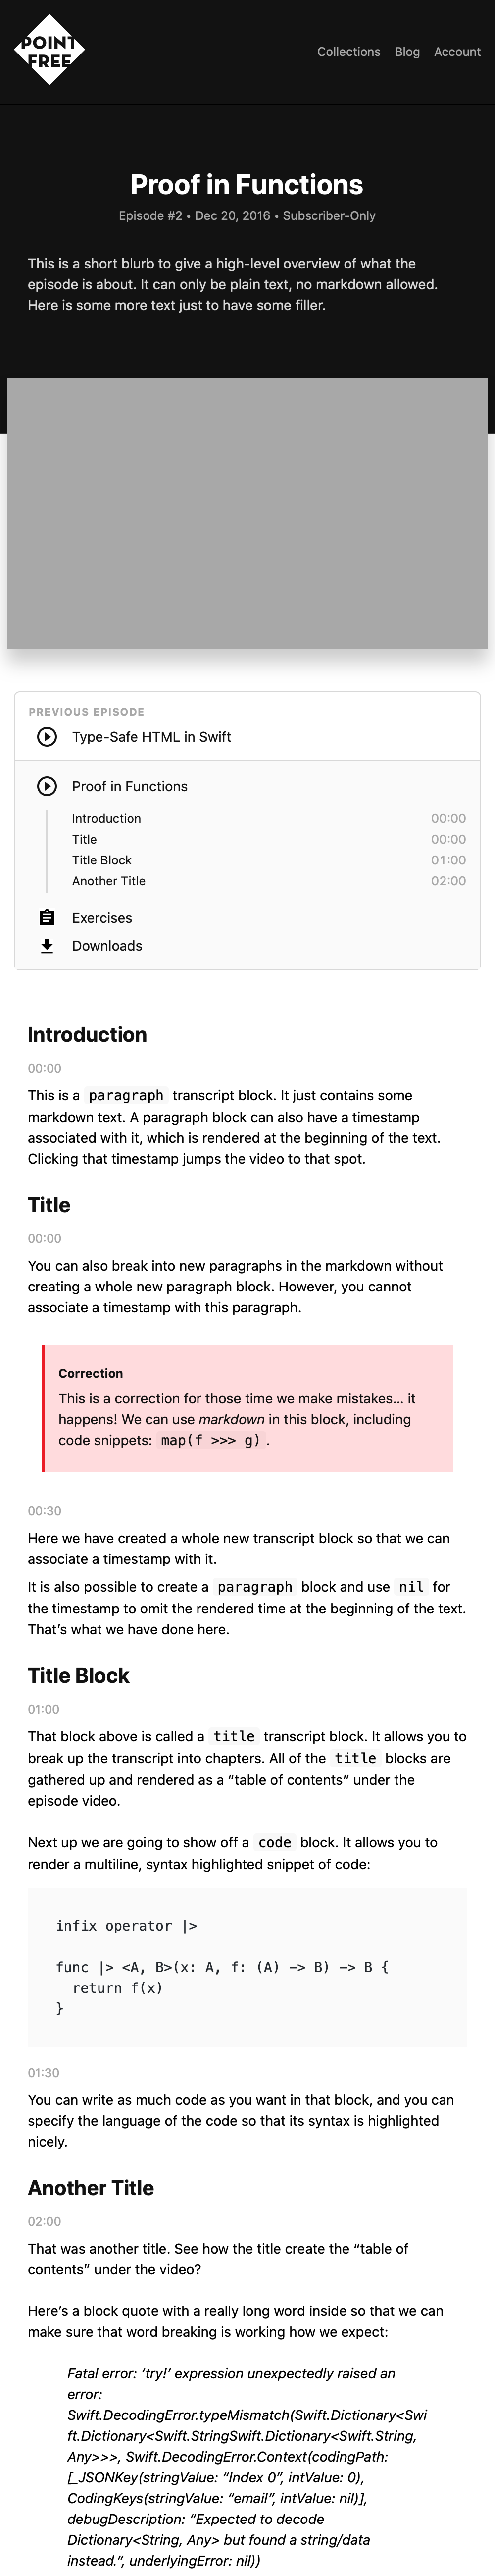 POINT
FREE
Collections Blog Account
Proof in Functions
Episode #2 • Dec 20, 2016 • Subscriber-Only
This is a short blurb to give a high-level overview of what the
episode is about. It can only be plain text, no markdown allowed.
Here is some more text just to have some filler.
PREVIOUS EPISODE
Type-Safe HTML in Swift
Proof in Functions
Introduction 00:00
Title 00:00
Title Block 01:00
Another Title 02:00
Exercises
Downloads
Introduction
00:00
This is a paragraph transcript block. It just contains some
markdown text. A paragraph block can also have a timestamp
associated with it, which is rendered at the beginning of the text.
Clicking that timestamp jumps the video to that spot.
Title
00:00
You can also break into new paragraphs in the markdown without
creating a whole new paragraph block. However, you cannot
associate a timestamp with this paragraph.
Correction
This is a correction for those time we make mistakes… it
happens! We can use markdown in this block, including
code snippets: map(f >>> g).
00:30
Here we have created a whole new transcript block so that we can
associate a timestamp with it.
It is also possible to create a paragraph block and use nil for
the timestamp to omit the rendered time at the beginning of the text.
That’s what we have done here.
Title Block
01:00
That block above is called a title transcript block. It allows you to
break up the transcript into chapters. All of the title blocks are
gathered up and rendered as a “table of contents” under the
episode video.
Next up we are going to show off a code block. It allows you to
render a multiline, syntax highlighted snippet of code:
infix operator |>
func |> <A, B>(x: A, f: (A) -> B) -> B {
return f(x)
}
01:30
You can write as much code as you want in that block, and you can
specify the language of the code so that its syntax is highlighted
nicely.
Another Title
02:00
That was another title. See how the title create the “table of
contents” under the video?
Here’s a block quote with a really long word inside so that we can
make sure that word breaking is working how we expect:
Fatal error: ‘try!’ expression unexpectedly raised an
error:
Swift.DecodingError.typeMismatch(Swift.Dictionary<Swi
ft.Dictionary<Swift.StringSwift.Dictionary<Swift.String,
Any>>>, Swift.DecodingError.Context(codingPath:
[_JSONKey(stringValue: “Index 0”, intValue: 0),
CodingKeys(stringValue: “email”, intValue: nil)],
debugDescription: “Expected to decode
Dictionary<String, Any> but found a string/data
instead.”, underlyingError: nil))